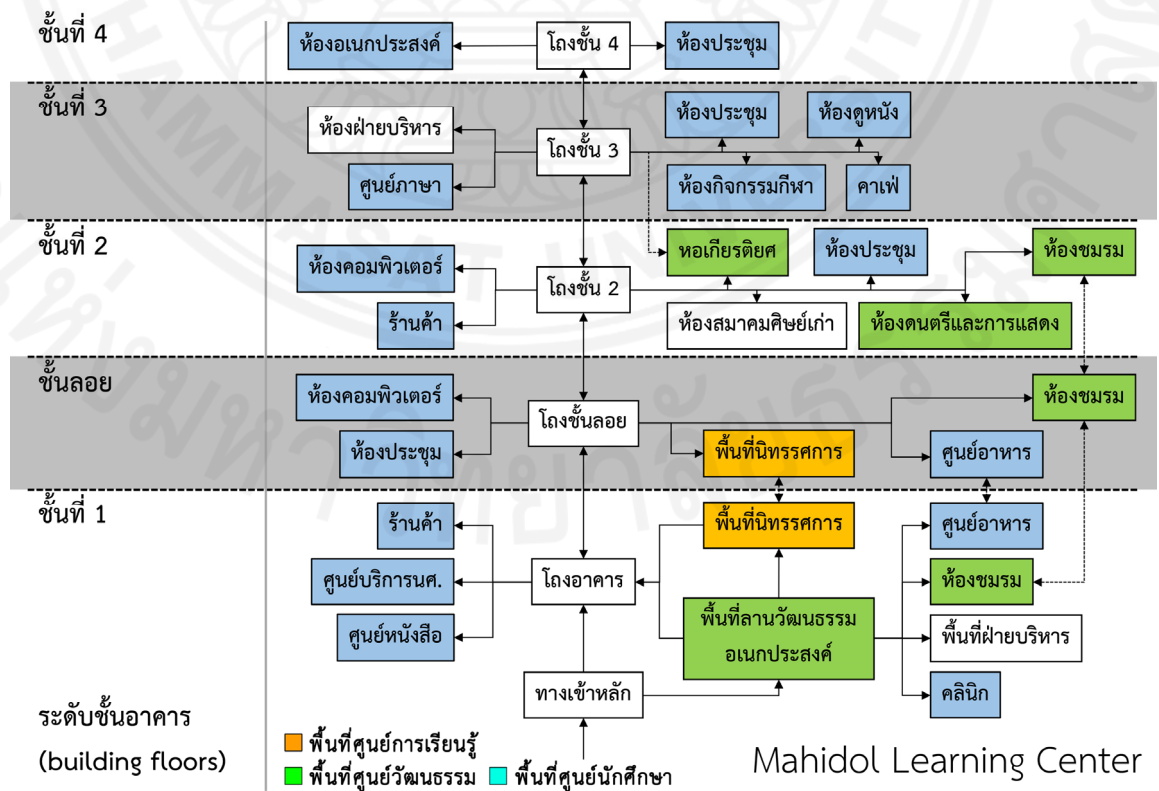 ชั้นที่ 4
ห้องอเนกประสงค์
โถงชั้น 4
ห้องประชุม
ชั้นที่ 3
ห้องฝ่ายบริหาร
ศูนย์ภาษา
โถงชั้น 3
ห้องประชุม
ห้องดูหนัง
ห้องกิจกรรมกีฬา
คาเฟ่
ชั้นที่ 2
ห้องคอมพิวเตอร์
ร้านค้า
โถงชั้น 2
หอเกียรติยศ
ห้องประชุม
ห้องชมรม
ห้องสมาคมศิษย์เก่า
ห้องดนตรีและการแสดง
ชั้นลอย
ห้องคอมพิวเตอร์
ห้องประชุม
โถงชั้นลอย
ห้องชมรม
พื้นที่นิทรรศการ
ศูนย์อาหาร
ชั้นที่ 1
ร้านค้า
ศูนย์บริการนศ.
ศูนย์หนังสือ
โถงอาคาร
พื้นที่นิทรรศการ
ศูนย์อาหาร
ห้องชมรม
พื้นที่ลานวัฒนธรรม
อเนกประสงค์
พื้นที่ฝ่ายบริหาร
คลินิก
ทางเข้าหลัก
ระดับชั้นอาคาร
(building floors)
พื้นที่ศูนย์การเรียนรู้
พื้นที่ศูนย์วัฒนธรรม
พื้นที่ศูนย์นักศึกษา
Mahidol Learning Center
THAMMASAT UNIVERSITY